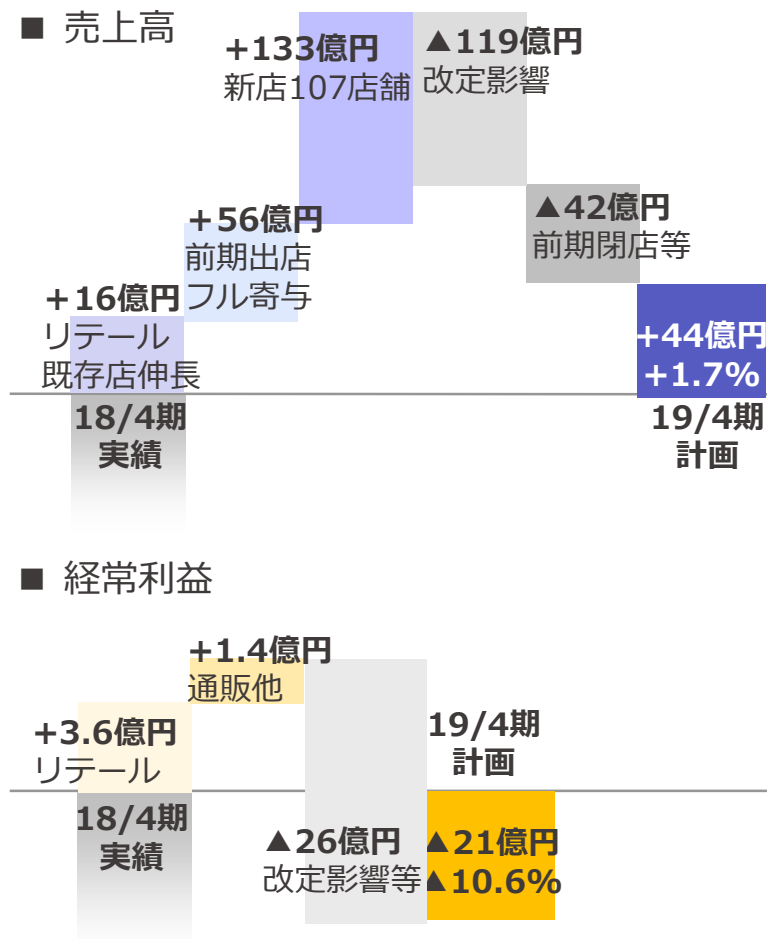 ■ 売上高
+133億円
新店107店舗
▲119億円
改定影響
+56億円
前期出店
フル寄与
▲42億円
前期閉店等
+16億円
リテール
既存店伸長
+44億円
+1.7%
18/4期
実績
19/4期
計画
■ 経常利益
+1.4億円
通販他
+3.6億円
リテール
19/4期
計画
18/4期
実績
▲26億円
改定影響等
▲21億円
▲10.6%